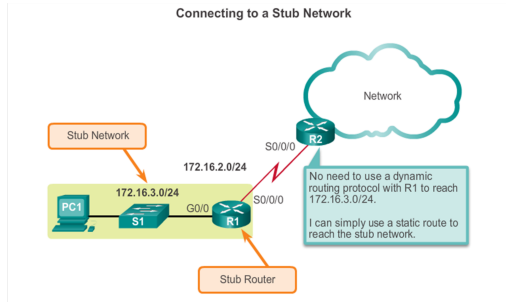 Connecting to a Stub Network
Network
Stub Network
R2
S0/0/0
172.16.2.0/24
No need to use a dynamic
routing protocol with R1 to reach
172.16.3.0/24.
I can simply use a static route to
reach the stub network.
172.16.3.0/24
S0/0/0
PC1
G0/0
S1
R1
Stub Router